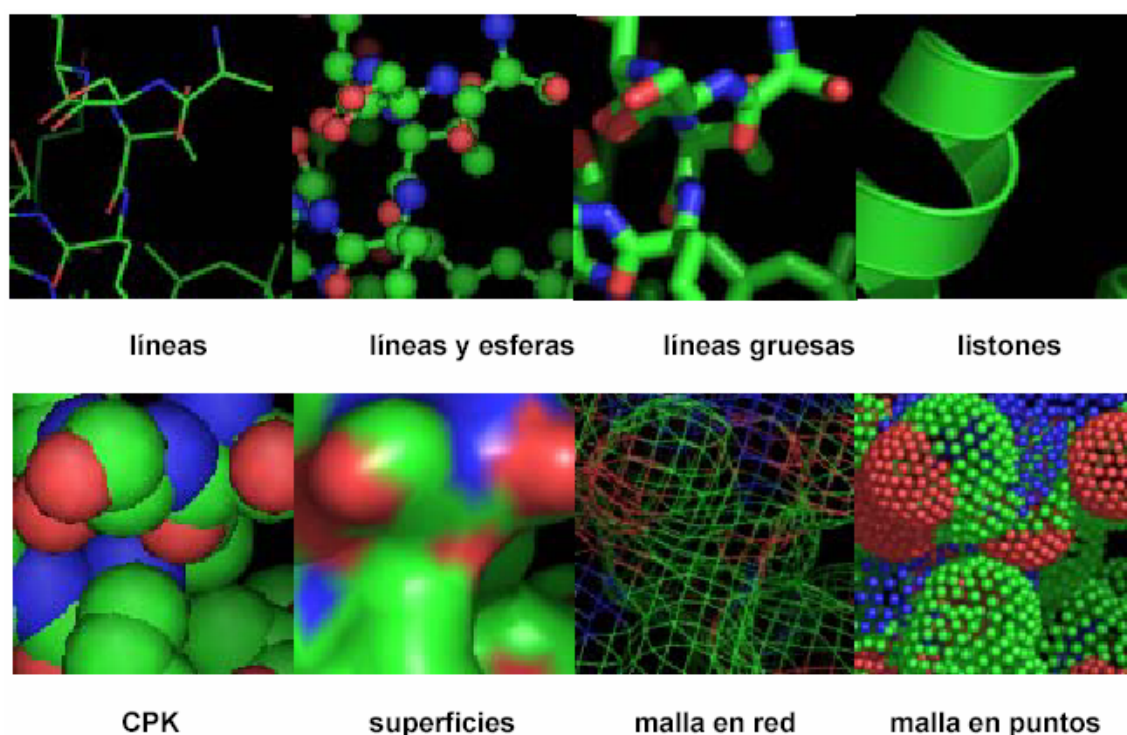 líneas líneas y esferas líneas gruesas listones
CPK superficies malla en red malla en puntos